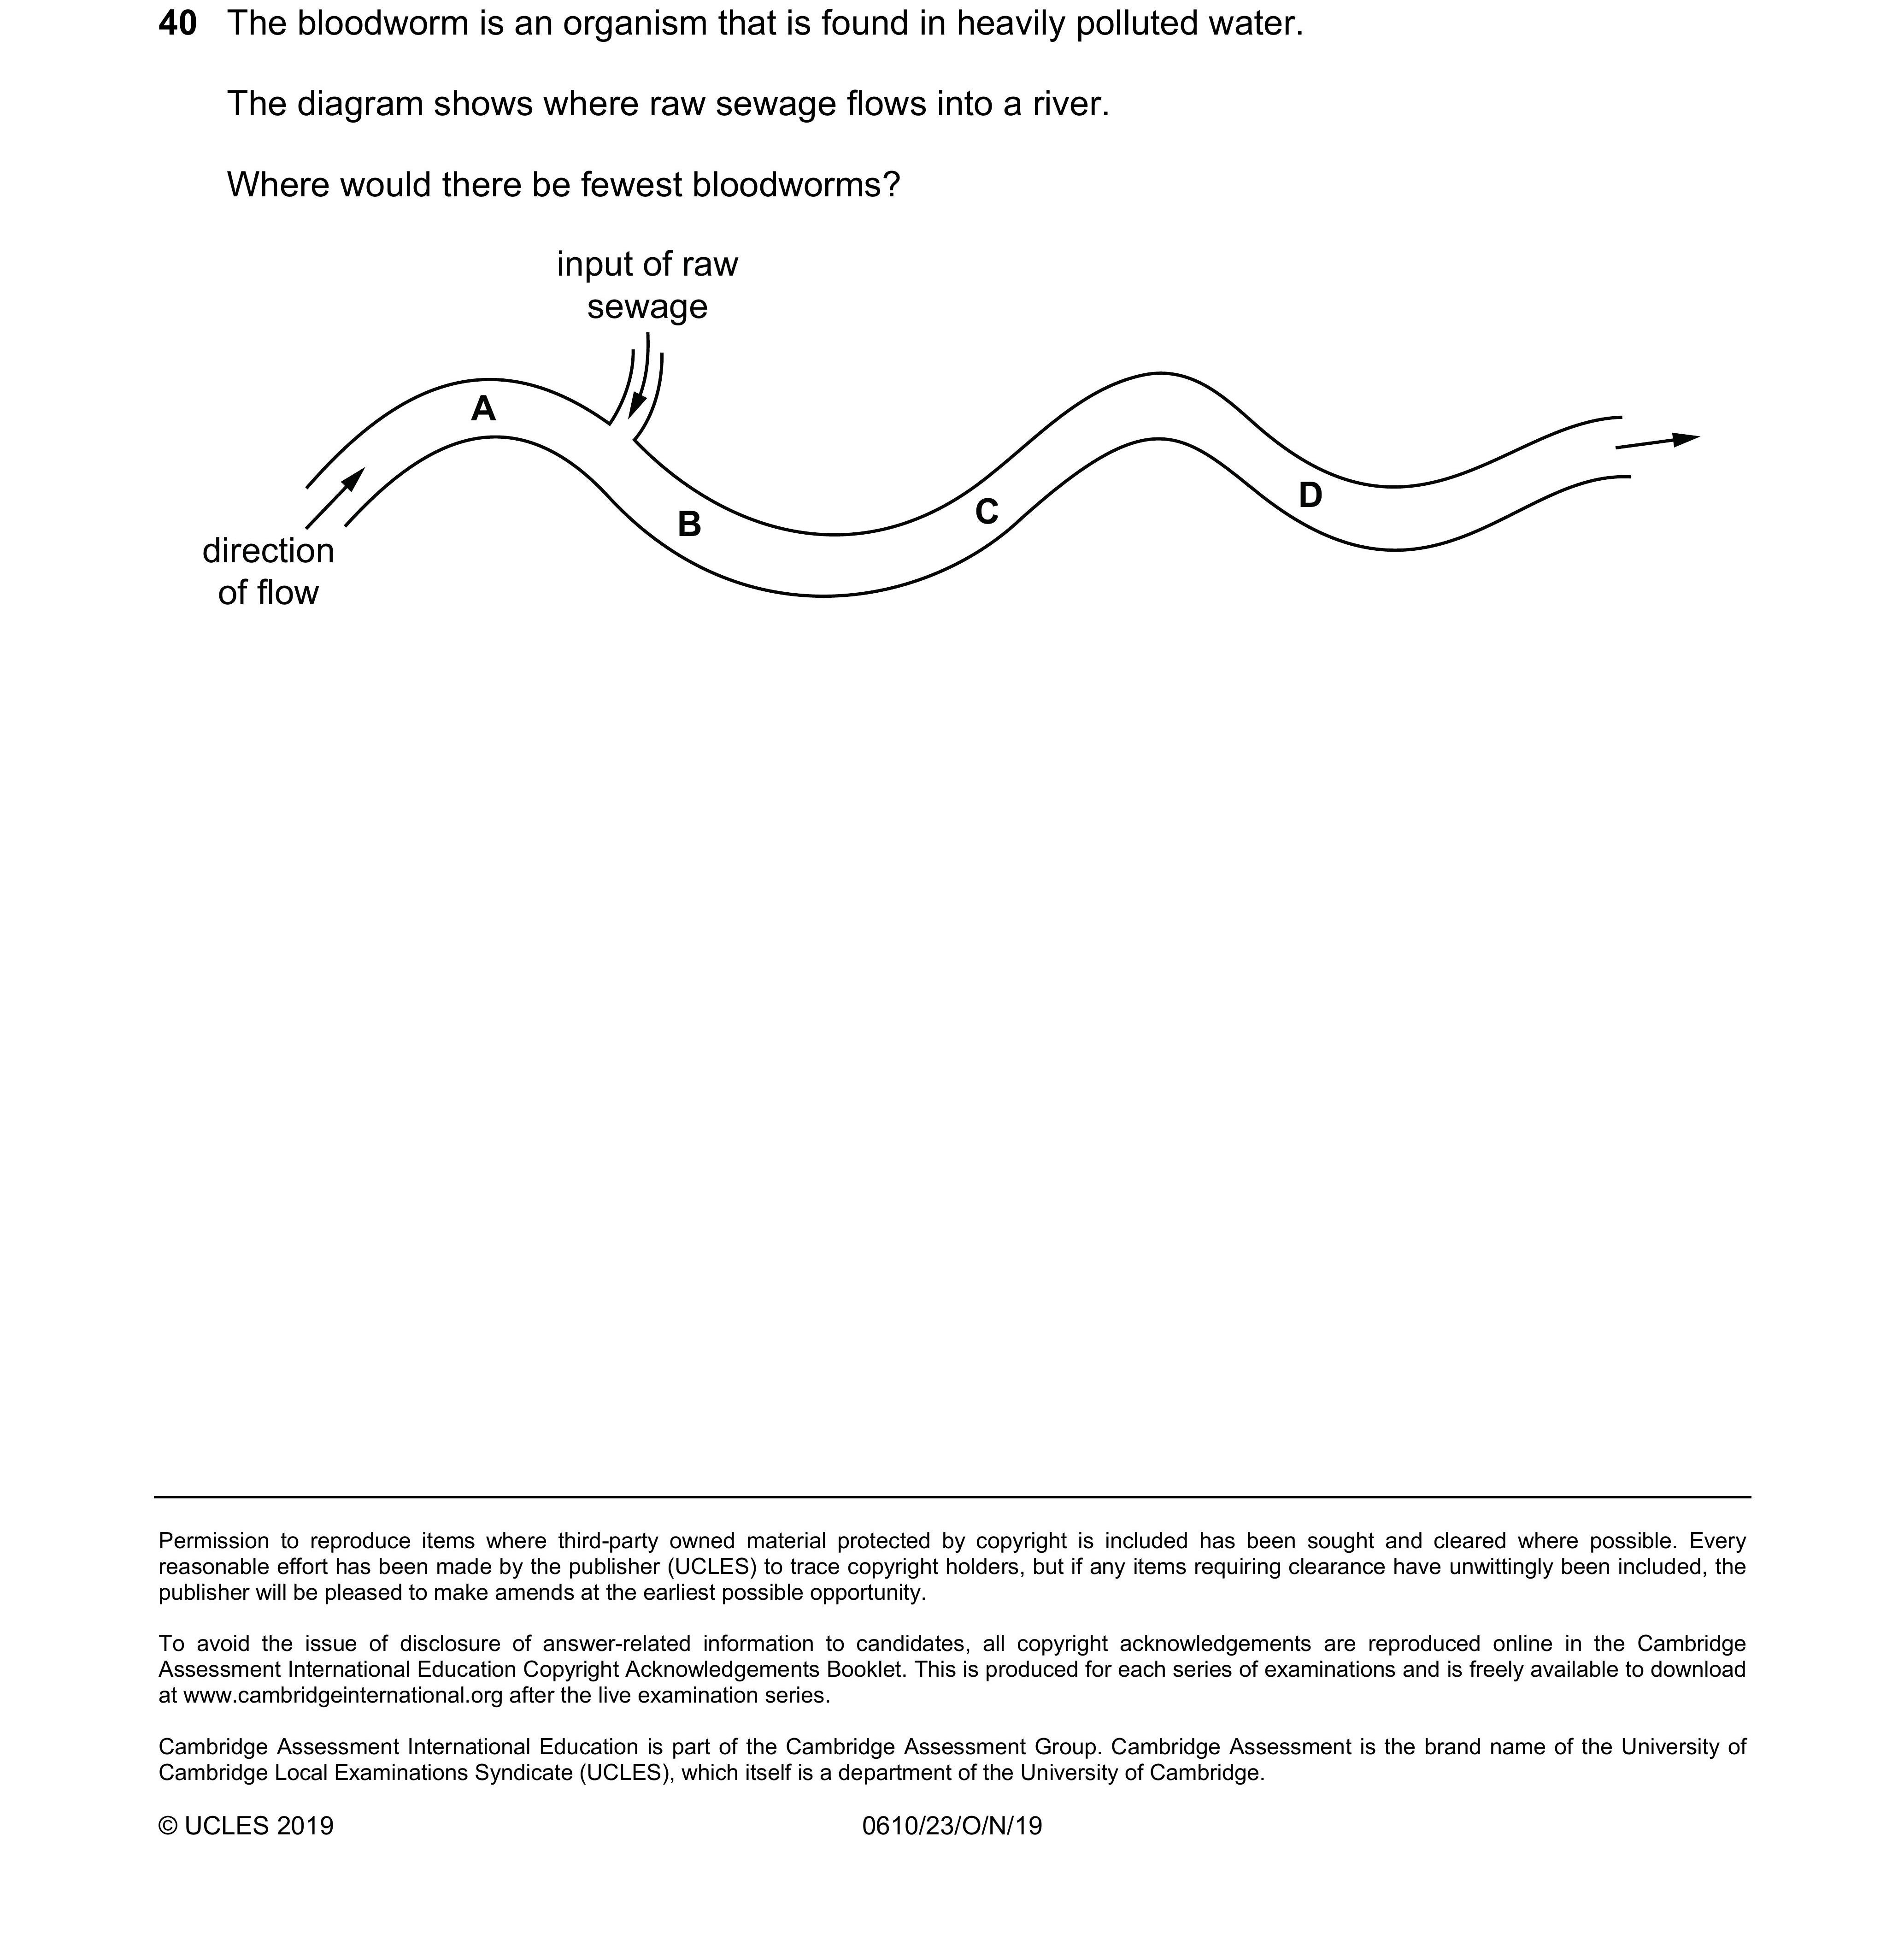 40 The bloodworm is an organism that is found in heavily polluted water.
The diagram shows where raw sewage flows into a river.
Where would there be fewest bloodworms?
input of raw
sewage
A
B
C
D
direction
of flow
Permission to reproduce items where third-party owned material protected by copyright is included has been sought and cleared where possible. Every
reasonable effort has been made by the publisher (UCLES) to trace copyright holders, but if any items requiring clearance have unwittingly been included, the
publisher will be pleased to make amends at the earliest possible opportunity.
To avoid the issue of disclosure of answer-related information to candidates, all copyright acknowledgements are reproduced online in the Cambridge
Assessment International Education Copyright Acknowledgements Booklet. This is produced for each series of examinations and is freely available to download
at www.cambridgeinternational.org after the live examination series.
Cambridge Assessment International Education is part of the Cambridge Assessment Group. Cambridge Assessment is the brand name of the University of
Cambridge Local Examinations Syndicate (UCLES), which itself is a department of the University of Cambridge.
© UCLES 2019 0610/23/O/N/19